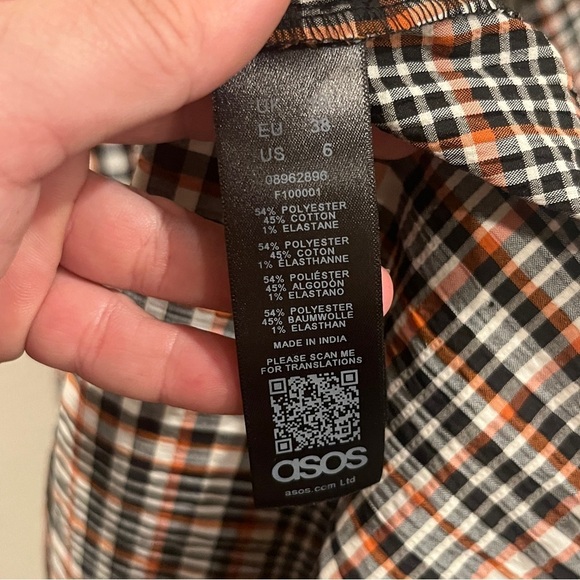 UK
EU 38
US 6
08962896
F100001
54% POLYESTER
45% COTTON
1% ELASTANE
54% POLYESTER
45% COTON
1% ELASTHANNE
54% POLIÉSTER
45% ALGODÓN
1% ELASTANO
54% POLYESTER
45% BAUMWOLLE
1% ELASTHAN
MADE IN INDIA
PLEASE SCAN ME
FOR TRANSLATIONS
asos
asos.com Ltd